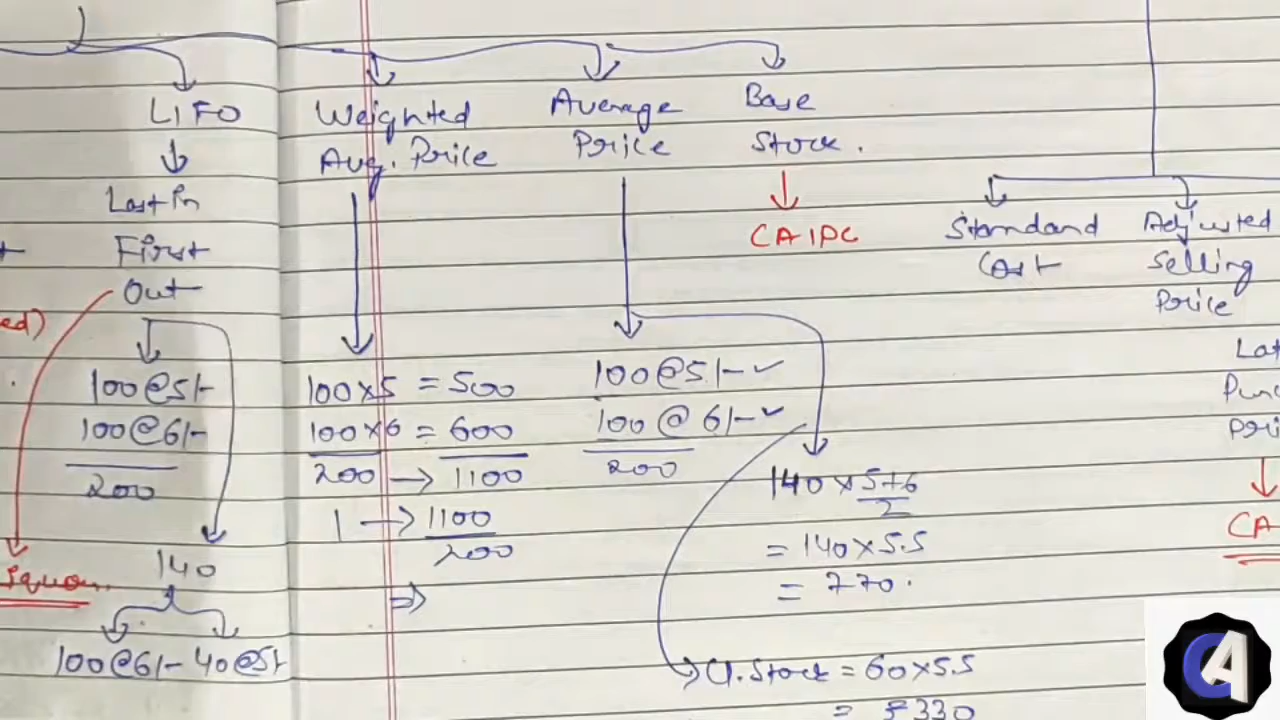 LIFO
Last in
First
Out
100@5/-
100@6/-
200
140
100@6/- 40@5/-
Weighted
Avg. Price
100×5 = 500
100×6 = 600
200 → 1100
1 → 1100
200
⇒
Average
Price
100@5/- ✓
100 @ 6/- ✓
200
140 × 5+6
2
= 140×5.5
= 770.
Cl. Stock = 60×5.5
= ₹330
Base
Stock.
CA IPC
Standard
Cost
Adjusted
Selling
Price
CA
CA